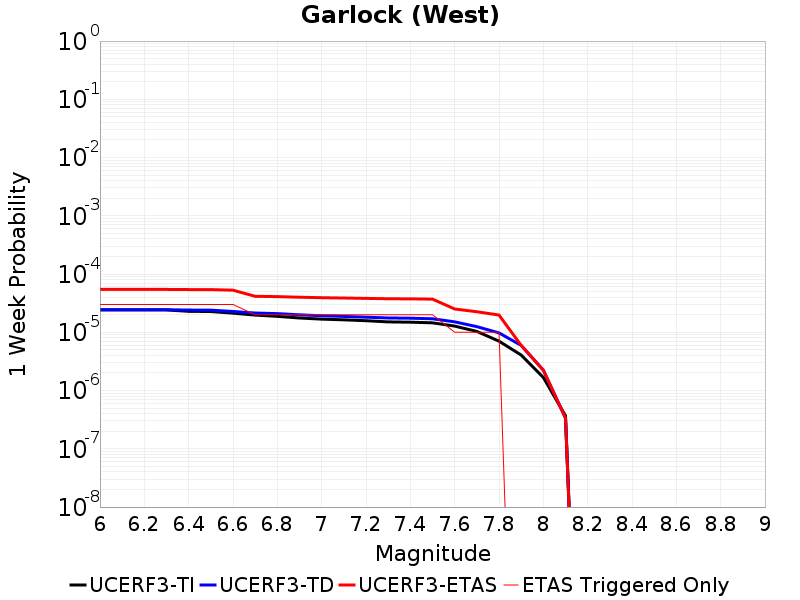 Garlock (West)
1 Week Probability
10^0
10^-1
10^-2
10^-3
10^-4
10^-5
10^-6
10^-7
10^-8
6 6.2 6.4 6.6 6.8 7 7.2 7.4 7.6 7.8 8 8.2 8.4 8.6 8.8 9
Magnitude
UCERF3-TI UCERF3-TD UCERF3-ETAS ETAS Triggered Only